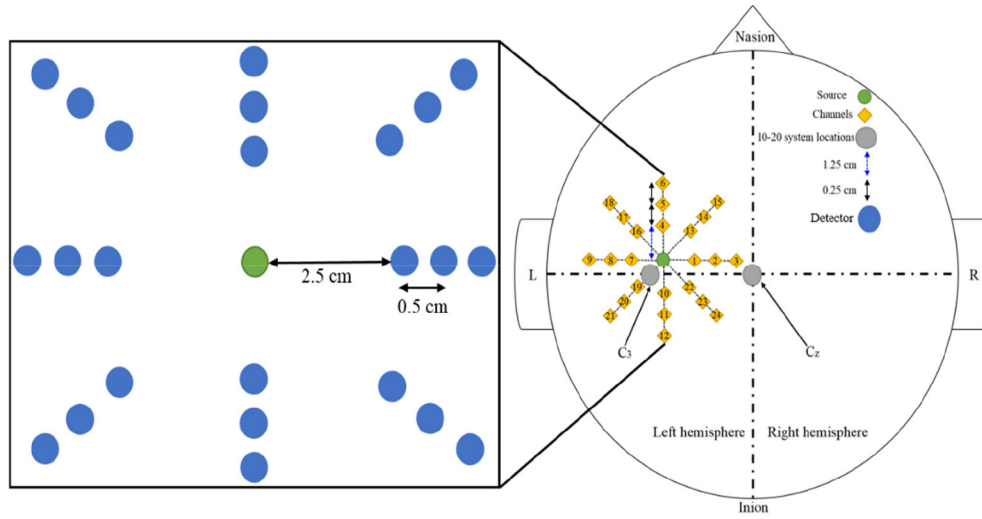 2.5 cm
0.5 cm
Nasion
Source
Channels
10-20 system locations
1.25 cm
0.25 cm
Detector
6
5
4
18
17
16
15
14
13
9
8
7
1
2
3
L
R
19
20
21
10
11
12
22
23
24
C3
Cz
Left hemisphere
Right hemisphere
Inion